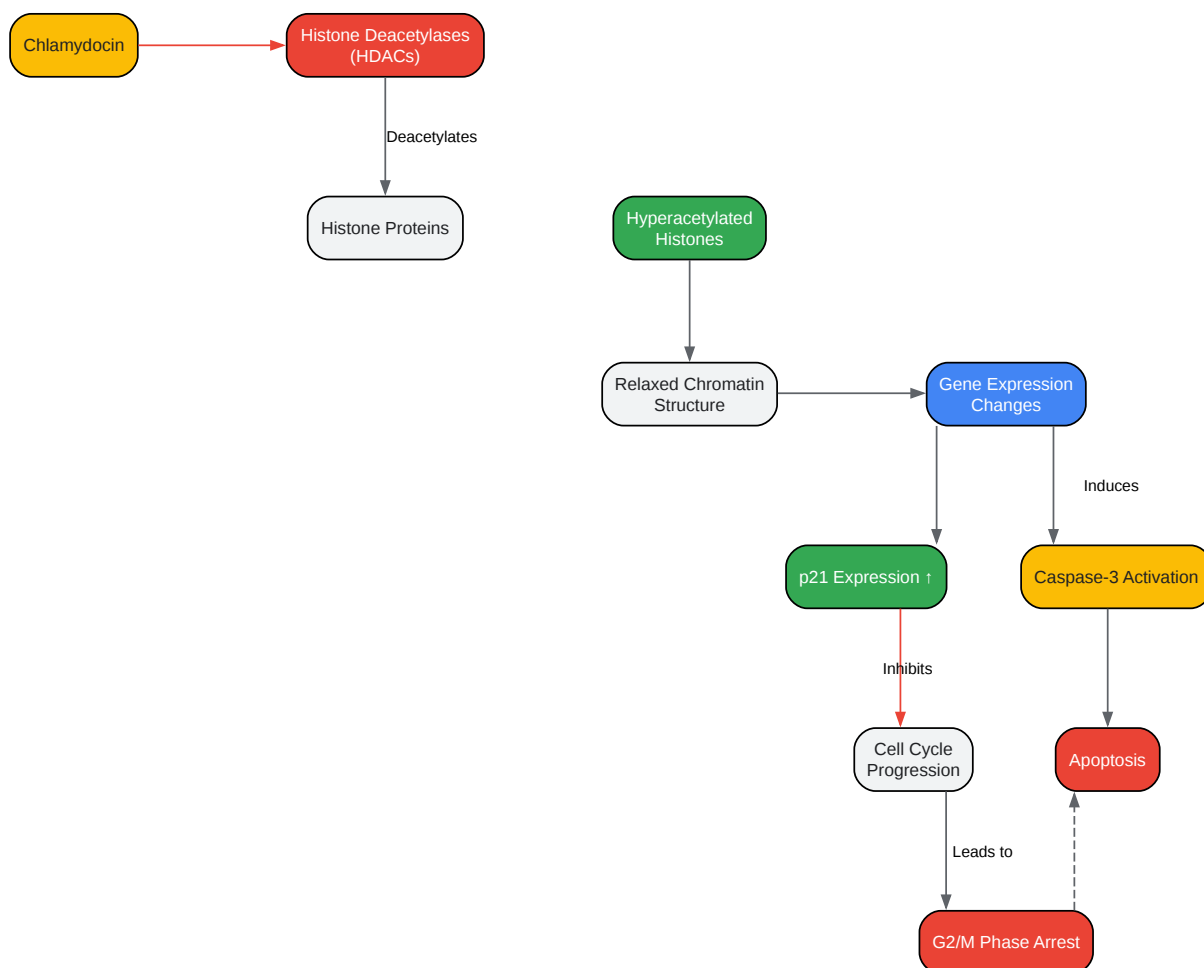 Chlamydocin
Histone Deacetylases
(HDACs)
Deacetylates
Histone Proteins
Hyperacetylated
Histones
Relaxed Chromatin
Structure
Gene Expression
Changes
Induces
p21 Expression ↑
Caspase-3 Activation
Inhibits
Cell Cycle
Progression
Apoptosis
Leads to
G2/M Phase Arrest